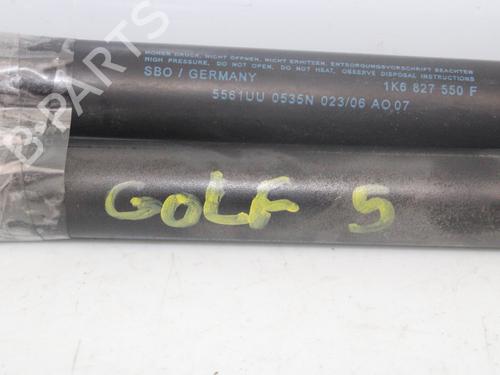 HOHER DRUCK, NICHT ÖFFNEN, NICHT ERHITZEN, ENTSORGUNGSVORSCHRIFT BEACHTEN
HIGH PRESSURE, DO NOT OPEN, DO NOT HEAT, OBSERVE DISPOSAL INSTRUCTIONS
SBO / GERMANY 1K6 827 550 F
5561UU 0535N 023/06 AO 07
GOLF 5
B-PARTS